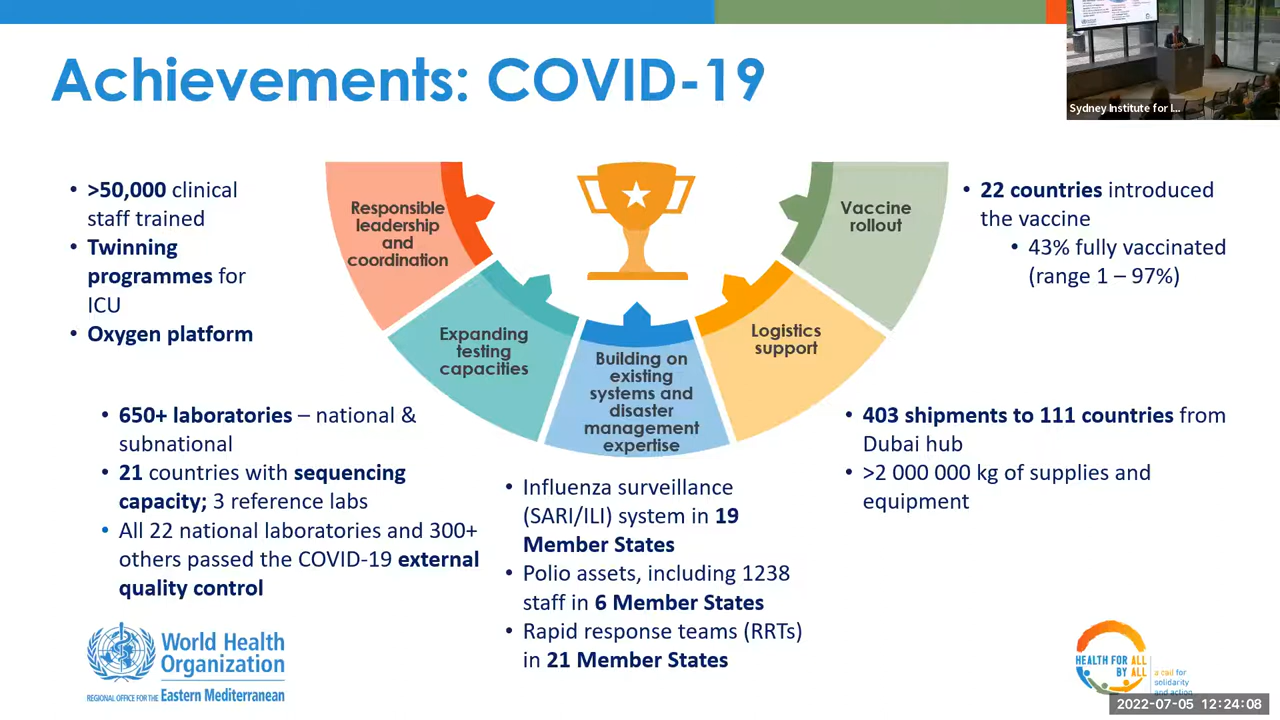 Achievements: COVID-19
Sydney Institute for I...
• >50,000 clinical
staff trained
• Twinning
programmes for
ICU
• Oxygen platform
Responsible
leadership
and
coordination
Expanding
testing
capacities
Building on
existing
systems and
disaster
management
expertise
Logistics
support
Vaccine
rollout
• 22 countries introduced
the vaccine
• 43% fully vaccinated
(range 1 – 97%)
• 650+ laboratories – national &
subnational
• 21 countries with sequencing
capacity; 3 reference labs
• All 22 national laboratories and 300+
others passed the COVID-19 external
quality control
• Influenza surveillance
(SARI/ILI) system in 19
Member States
• Polio assets, including 1238
staff in 6 Member States
• Rapid response teams (RRTs)
in 21 Member States
• 403 shipments to 111 countries from
Dubai hub
• >2 000 000 kg of supplies and
equipment
World Health
Organization
REGIONAL OFFICE FOR THE Eastern Mediterranean
HEALTH FOR ALL
BY ALL
a call for
solidarity
and action
2022-07-05 12:24:08